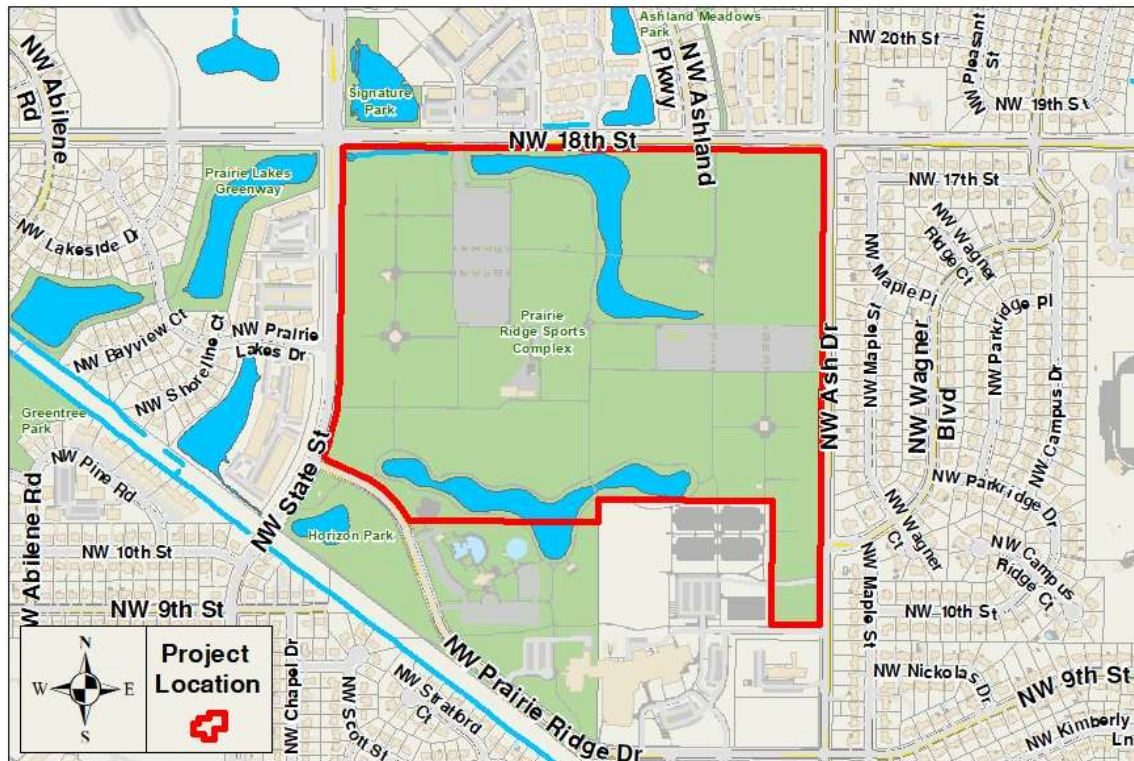 Ashland Meadows
Park
NW 20th St
NW Pleasant
St
NW 19th St
NW Abilene
Rd
Signature
Park
Pkwy
NW Ashland
NW 18th St
Prairie Lakes
Greenway
NW 17th St
NW Lakeside Dr
NW Wagner
Ridge Ct
NW Maple Pl
NW Maple St
NW Parkridge Pl
NW Bayview Ct
NW Shoreline Ct
NW Prairie
Lakes Dr
Prairie
Ridge Sports
Complex
NW Ash Dr
NW Wagner
Blvd
NW Campus Dr
Greentree
Park
NW Pine Rd
NW State St
NW Parkridge Dr
W Abilene Rd
NW 10th St
Horizon Park
NW Wagner
Ct
NW Campus
Ridge Ct
NW 9th St
NW Maple St
NW 10th St
N
W
E
S
Project
Location
NW Chapel Dr
NW Scott St
NW Stratford
Ct
NW Prairie Ridge Dr
NW Nickolas Dr
NW 9th St
NW Kimberly
Ln